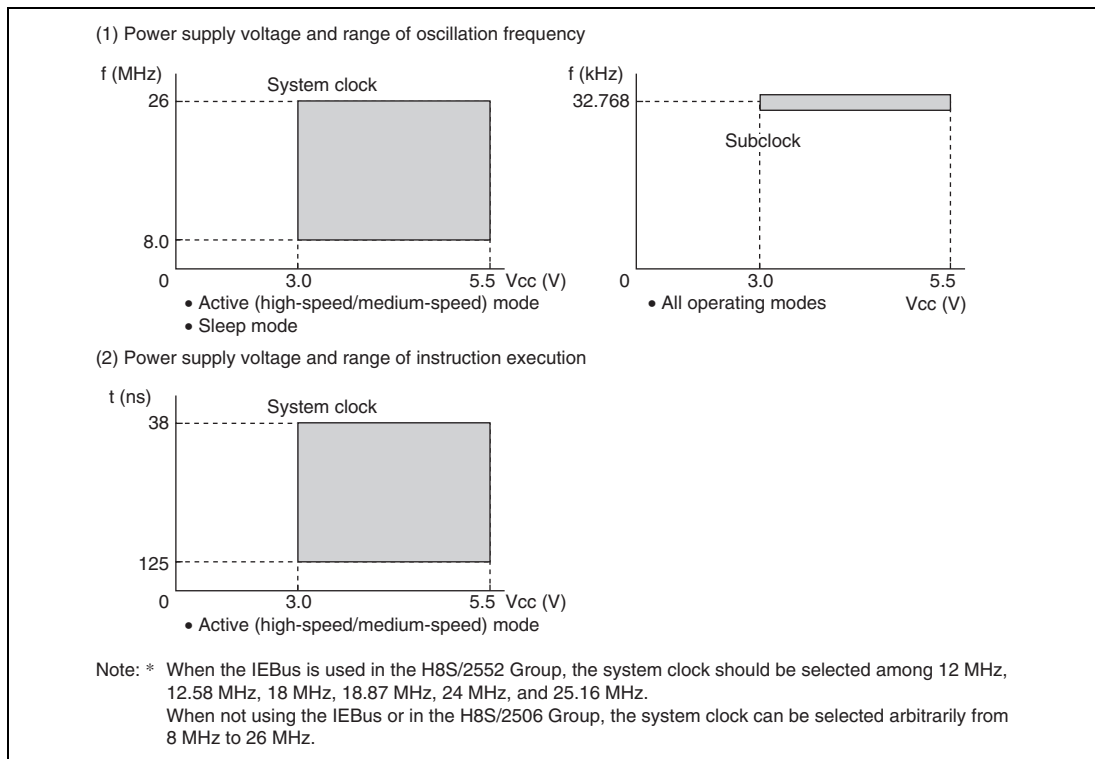 (1) Power supply voltage and range of oscillation frequency
f (MHz)
System clock
26
8.0
0
3.0
5.5 Vcc (V)
• Active (high-speed/medium-speed) mode
• Sleep mode
f (kHz)
32.768
Subclock
0
3.0
5.5
• All operating modes
Vcc (V)
(2) Power supply voltage and range of instruction execution
t (ns)
System clock
38
125
0
3.0
5.5 Vcc (V)
• Active (high-speed/medium-speed) mode
Note: * When the IEBus is used in the H8S/2552 Group, the system clock should be selected among 12 MHz,
12.58 MHz, 18 MHz, 18.87 MHz, 24 MHz, and 25.16 MHz.
When not using the IEBus or in the H8S/2506 Group, the system clock can be selected arbitrarily from
8 MHz to 26 MHz.